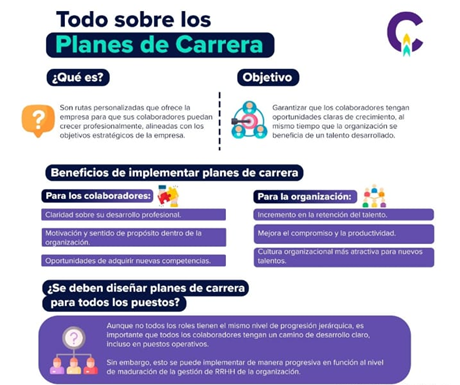 Todo sobre los
Planes de Carrera
¿Qué es?
Son rutas personalizadas que ofrece la
empresa para que sus colaboradores puedan
crecer profesionalmente, alineadas con los
objetivos estratégicos de la empresa.
Objetivo
Garantizar que los colaboradores tengan
oportunidades claras de crecimiento, al
mismo tiempo que la organización se
beneficia de un talento desarrollado.
Beneficios de implementar planes de carrera
Para los colaboradores:
Claridad sobre su desarrollo profesional.
Motivación y sentido de propósito dentro de la
organización.
Oportunidades de adquirir nuevas competencias.
Para la organización:
Incremento en la retención del talento.
Mejora el compromiso y la productividad.
Cultura organizacional más atractiva para nuevos
talentos.
¿Se deben diseñar planes de carrera
para todos los puestos?
Aunque no todos los roles tienen el mismo nivel de progresión jerárquica, es
importante que todos los colaboradores tengan un camino de desarrollo claro,
incluso en puestos operativos.
Sin embargo, esto se puede implementar de manera progresiva en función al nivel
de maduración de la gestión de RRHH de la organización.